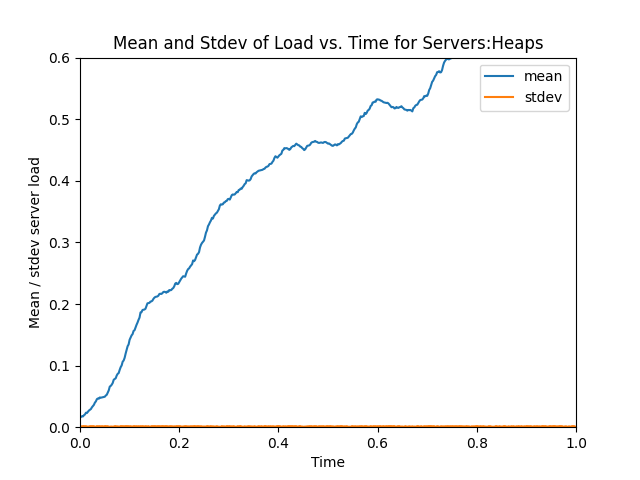 Mean and Stdev of Load vs. Time for Servers:Heaps
mean
stdev
Mean / stdev server load
0.6
0.5
0.4
0.3
0.2
0.1
0.0
0.0 0.2 0.4 0.6 0.8 1.0
Time